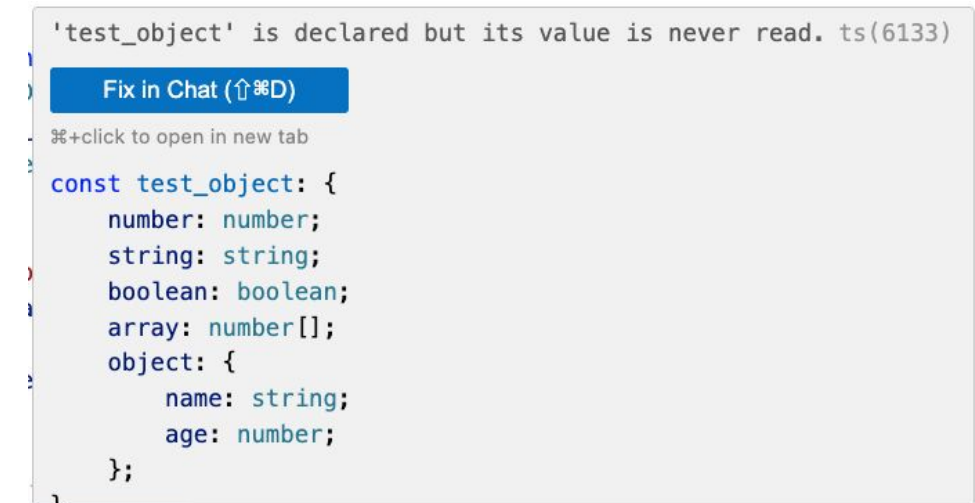 'test_object' is declared but its value is never read. ts(6133)
Fix in Chat (⇧⌘D)
⌘+click to open in new tab
const test_object: {
    number: number;
    string: string;
    boolean: boolean;
    array: number[];
    object: {
        name: string;
        age: number;
    };
}